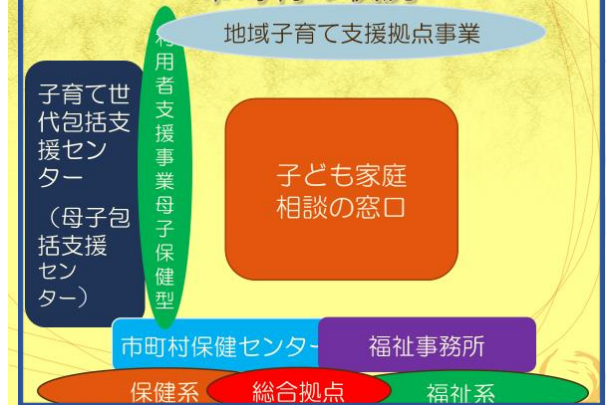 地域子育て支援拠点事業
利用者支援事業母子保健型
子育て世
代包括支
援セン
ター
（母子包
括支援
セン
ター）
子ども家庭
相談の窓口
市町村保健センター
福祉事務所
保健系
総合拠点
福祉系